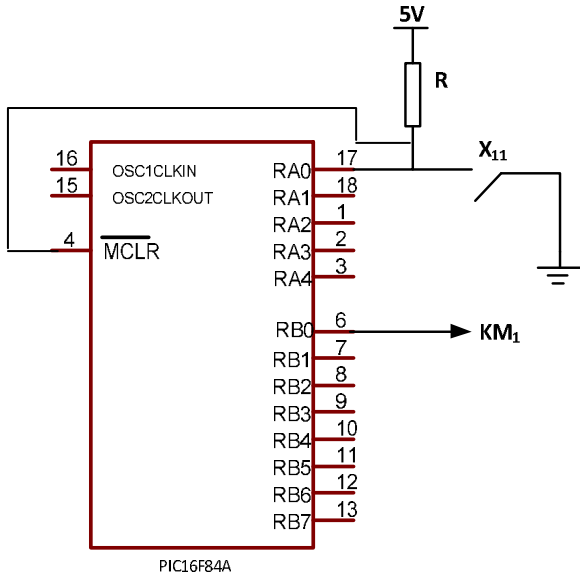 5V
R
X11
16 OSC1CLKIN
15 OSC2CLKOUT
4 MCLR
RA0 17
RA1 18
RA2 1
RA3 2
RA4 3
RB0 6
KM1
RB1 7
RB2 8
RB3 9
RB4 10
RB5 11
RB6 12
RB7 13
PIC16F84A